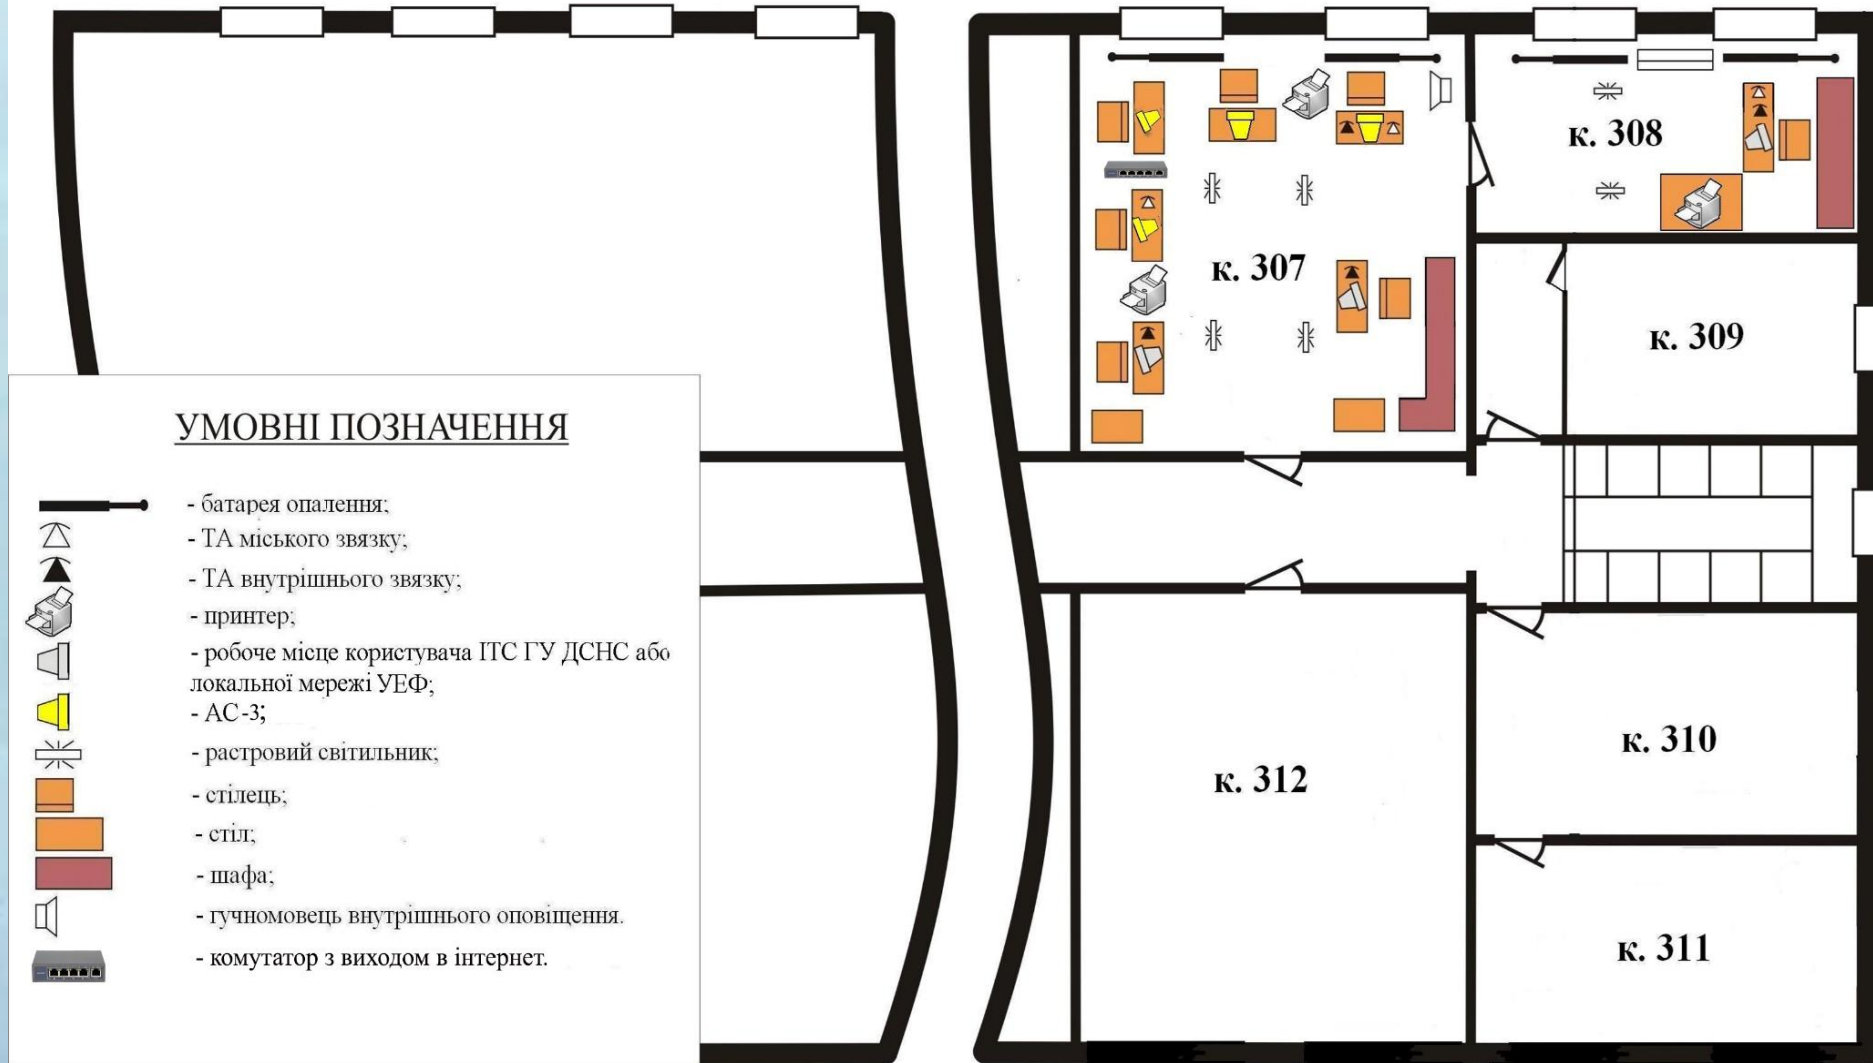 к. 308
к. 307
к. 309
УМОВНІ ПОЗНАЧЕННЯ
- батарея опалення;
- ТА міського звязку;
- ТА внутрішнього звязку;
- принтер;
- робоче місце користувача ІТС ГУ ДСНС або
локальної мережі УЕФ;
- АС-3;
- растровий світильник;
- стілець;
- стіл;
- шафа;
- гучномовець внутрішнього оповіщення.
- комутатор з виходом в інтернет.
к. 312
к. 310
к. 311